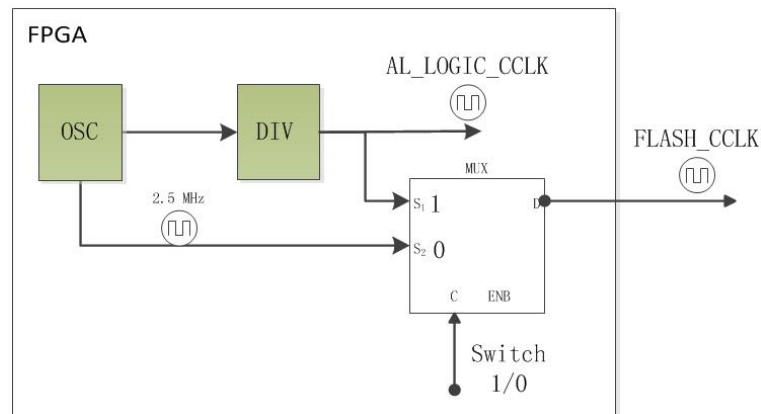 FPGA
AL_LOGIC_CCLK
OSC
DIV
FLASH_CCLK
MUX
2.5 MHz
S₁ 1
D
S₂ 0
C ENB
Switch
1/0